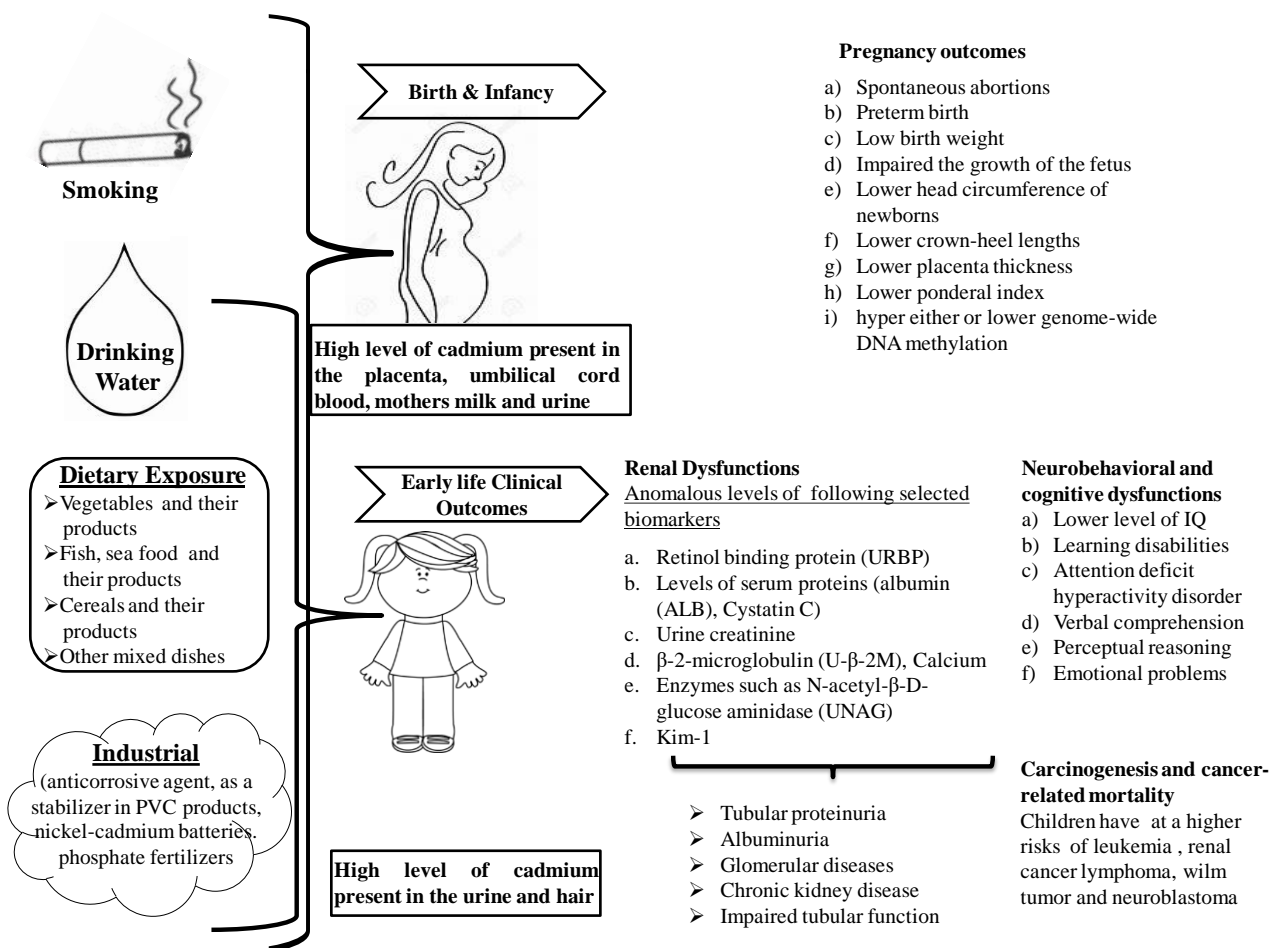 Smoking
Drinking
Water
Dietary Exposure
➢Vegetables and their
products
➢Fish, sea food and
their products
➢Cereals and their
products
➢Other mixed dishes
Industrial
(anticorrosive agent, as a
stabilizer in PVC products,
nickel-cadmium batteries.
phosphate fertilizers
Birth & Infancy
High level of cadmium present in
the placenta, umbilical cord
blood, mothers milk and urine
Pregnancy outcomes
a) Spontaneous abortions
b) Preterm birth
c) Low birth weight
d) Impaired the growth of the fetus
e) Lower head circumference of
newborns
f) Lower crown-heel lengths
g) Lower placenta thickness
h) Lower ponderal index
i) hyper either or lower genome-wide
DNA methylation
Early life Clinical
Outcomes
High level of cadmium
present in the urine and hair
Renal Dysfunctions
Anomalous levels of following selected
biomarkers
a. Retinol binding protein (URBP)
b. Levels of serum proteins (albumin
(ALB), Cystatin C)
c. Urine creatinine
d. β-2-microglobulin (U-β-2M), Calcium
e. Enzymes such as N-acetyl-β-D-
glucose aminidase (UNAG)
f. Kim-1
➢ Tubular proteinuria
➢ Albuminuria
➢ Glomerular diseases
➢ Chronic kidney disease
➢ Impaired tubular function
Neurobehavioral and
cognitive dysfunctions
a) Lower level of IQ
b) Learning disabilities
c) Attention deficit
hyperactivity disorder
d) Verbal comprehension
e) Perceptual reasoning
f) Emotional problems
Carcinogenesis and cancer-
related mortality
Children have at a higher
risks of leukemia , renal
cancer lymphoma, wilm
tumor and neuroblastoma